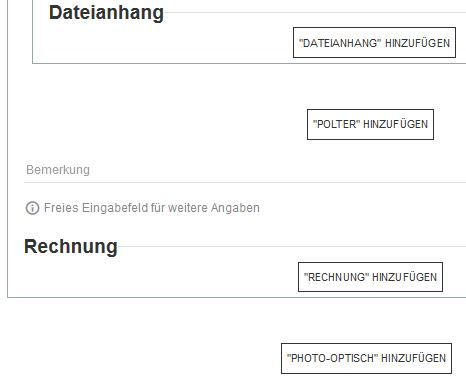 Dateianhang
"DATEIANHANG" HINZUFÜGEN
"POLTER" HINZUFÜGEN
Bemerkung
Freies Eingabefeld für weitere Angaben
Rechnung
"RECHNUNG" HINZUFÜGEN
"PHOTO-OPTISCH" HINZUFÜGEN